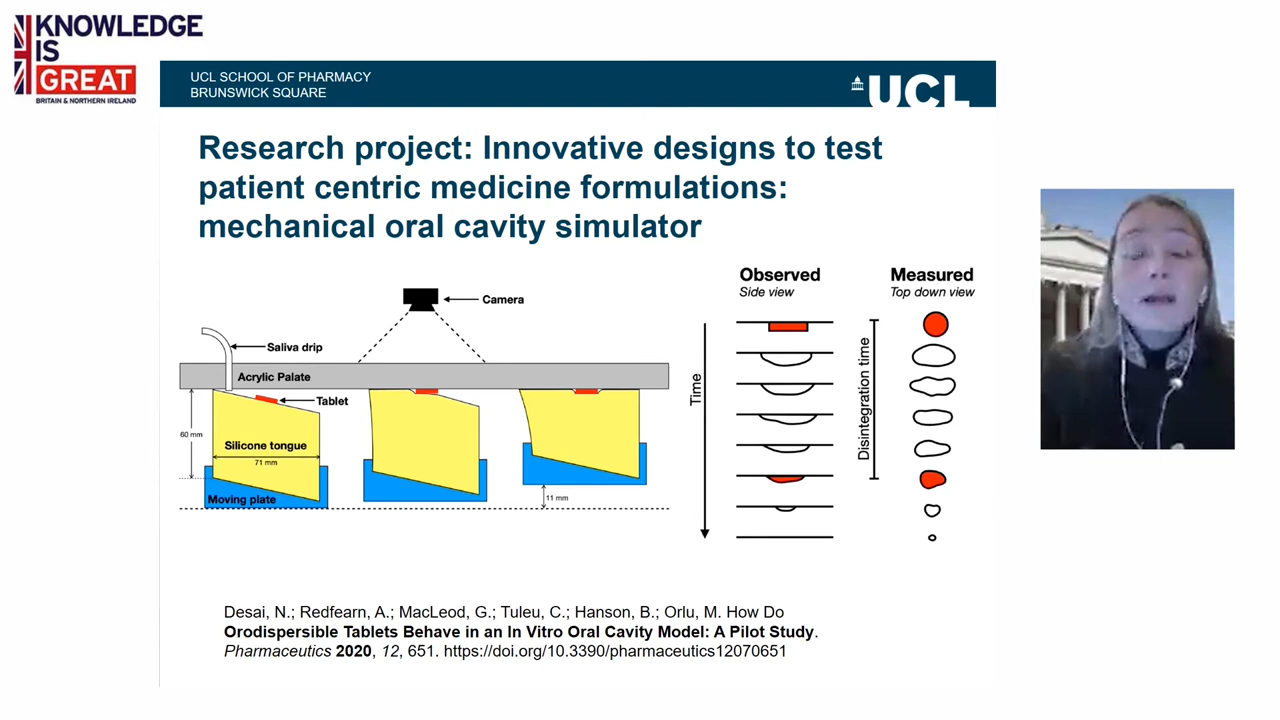 KNOWLEDGE
IS
GREAT
BRITAIN & NORTHERN IRELAND
UCL SCHOOL OF PHARMACY
BRUNSWICK SQUARE
UCL
Research project: Innovative designs to test
patient centric medicine formulations:
mechanical oral cavity simulator
Camera
Saliva drip
Acrylic Palate
Tablet
60 mm
Silicone tongue
71 mm
Moving plate
11 mm
Observed
Side view
Measured
Top down view
Time
Disintegration time
Desai, N.; Redfearn, A.; MacLeod, G.; Tuleu, C.; Hanson, B.; Orlu, M. How Do
Orodispersible Tablets Behave in an In Vitro Oral Cavity Model: A Pilot Study.
Pharmaceutics 2020, 12, 651. https://doi.org/10.3390/pharmaceutics12070651